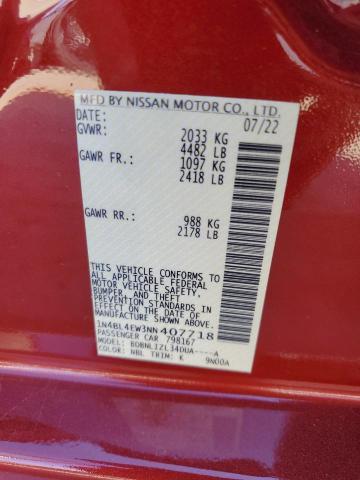 MFD BY NISSAN MOTOR CO., LTD.
DATE: 07/22
GVWR: 2033 KG
4482 LB
GAWR FR.: 1097 KG
2418 LB
GAWR RR.: 988 KG
2178 LB
THIS VEHICLE CONFORMS TO
ALL APPLICABLE FEDERAL
MOTOR VEHICLE SAFETY,
BUMPER, AND THEFT
PREVENTION STANDARDS IN
EFFECT ON THE DATE OF
MANUFACTURE SHOWN ABOVE.
1N4BL4EW3NN407718
PASSENGER CAR 798167
MODEL: BDBNLIZL34DUA----A
COLOR: NBL TRIM: K 9N00A